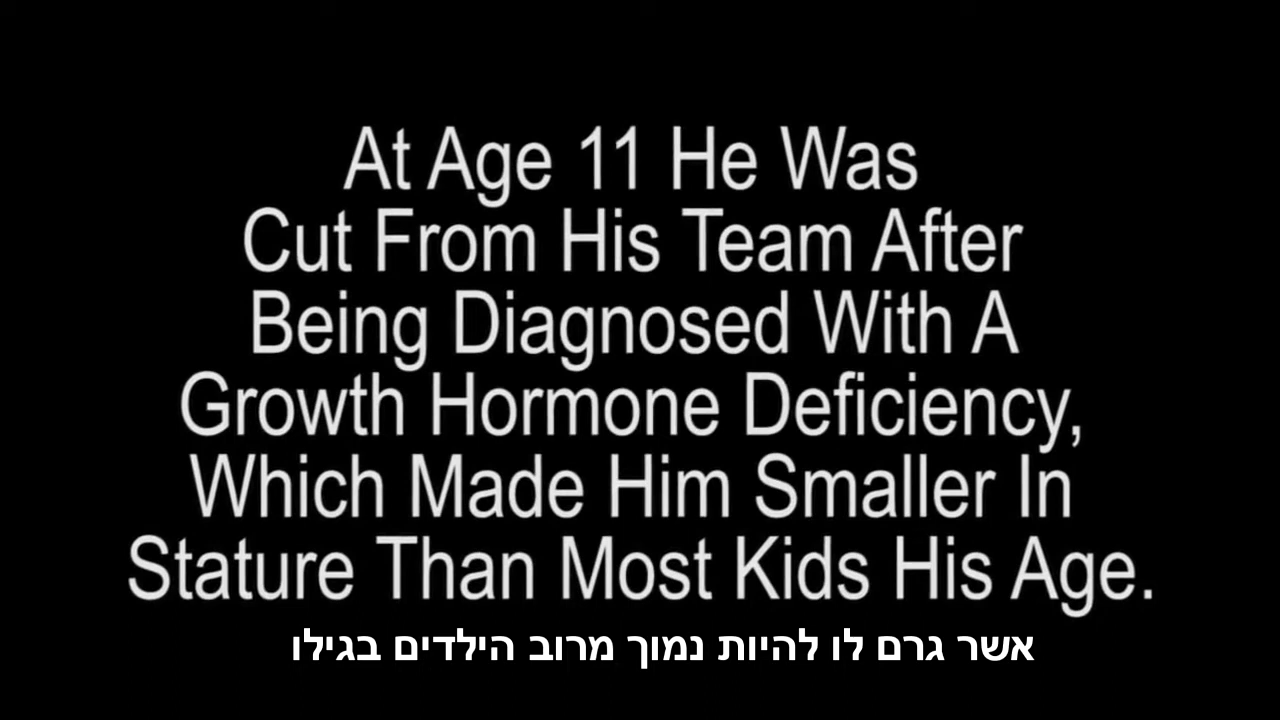 At Age 11 He Was
Cut From His Team After
Being Diagnosed With A
Growth Hormone Deficiency,
Which Made Him Smaller In
Stature Than Most Kids His Age.
אשר גרם לו להיות נמוך מרוב הילדים בגילו